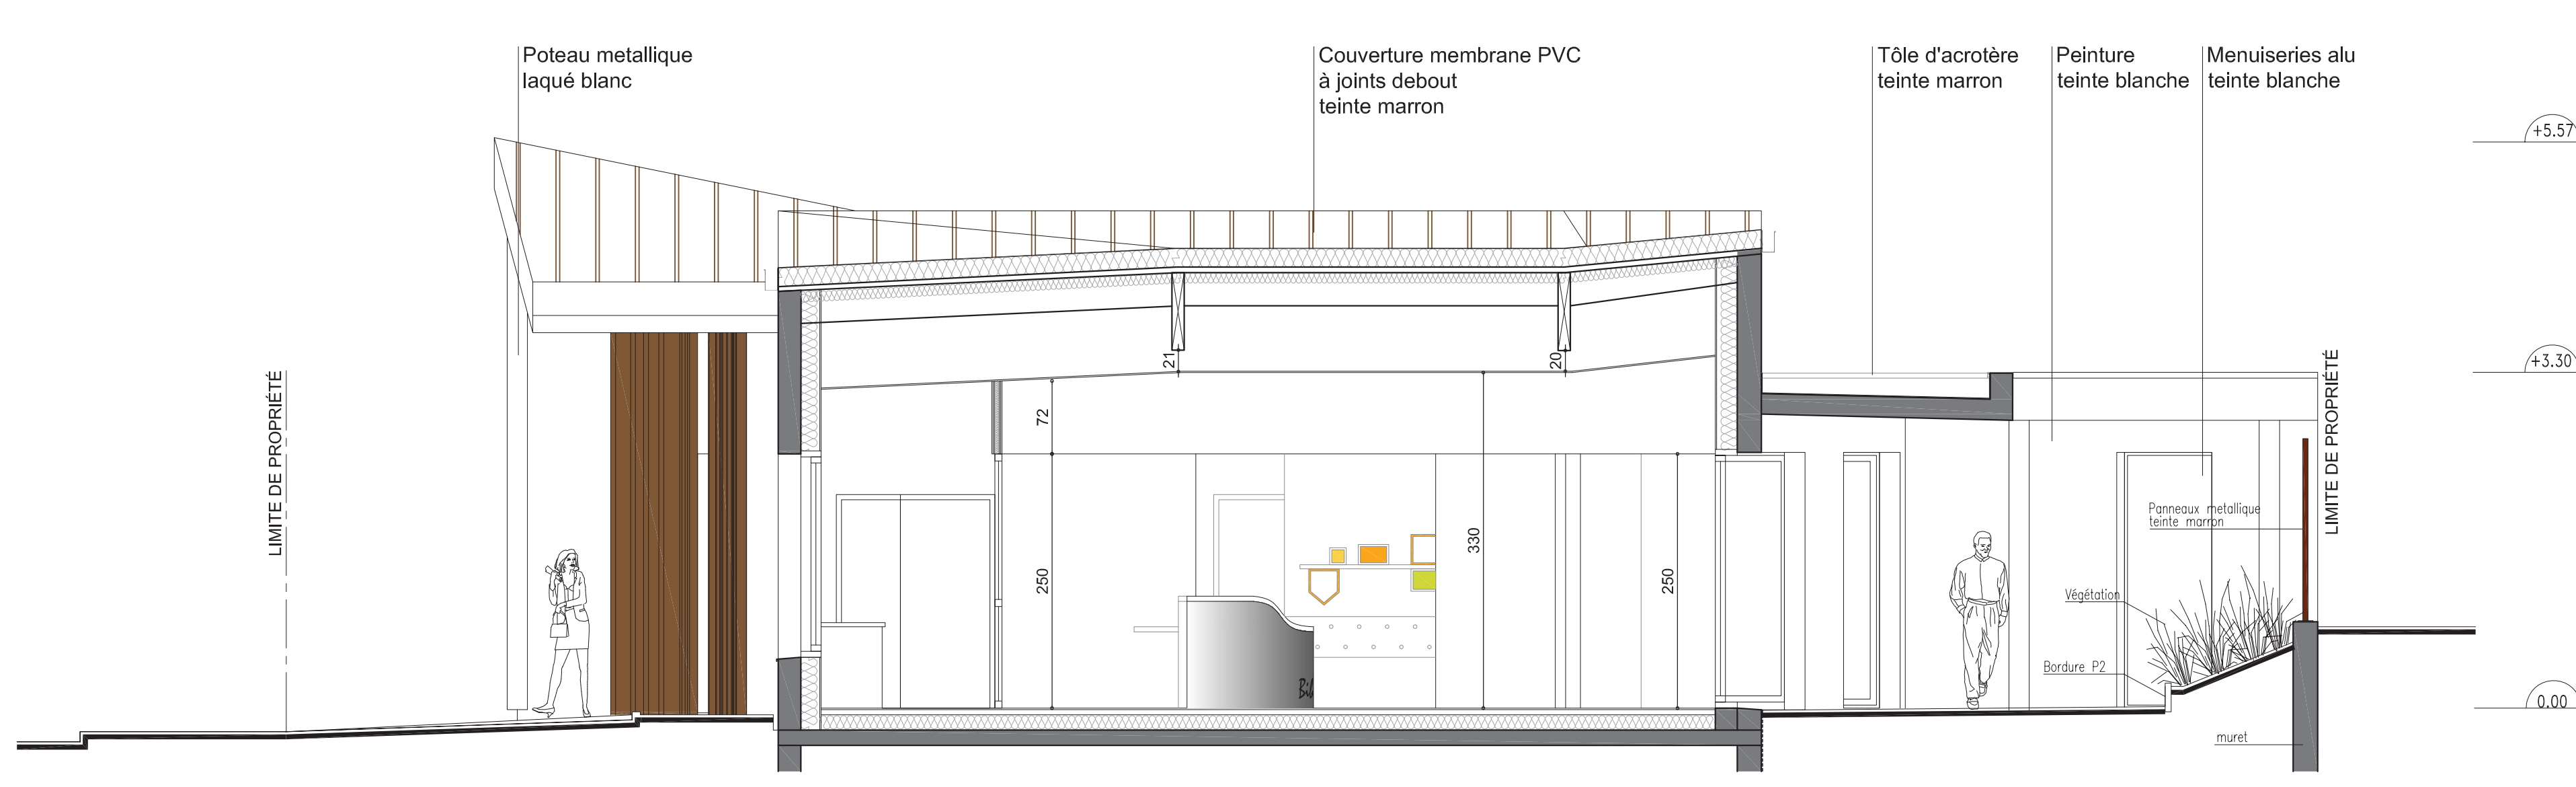 Poteau metallique
laqué blanc
Couverture membrane PVC
à joints debout
teinte marron
Tôle d'acrotère
teinte marron
Peinture
teinte blanche
Menuiseries alu
teinte blanche
+5.57
+3.30
0.00
LIMITE DE PROPRIÉTÉ
21
20
72
250
330
250
Bib
Panneaux metallique
teinte marron
Végétation
Bordure P2
muret
LIMITE DE PROPRIÉTÉ